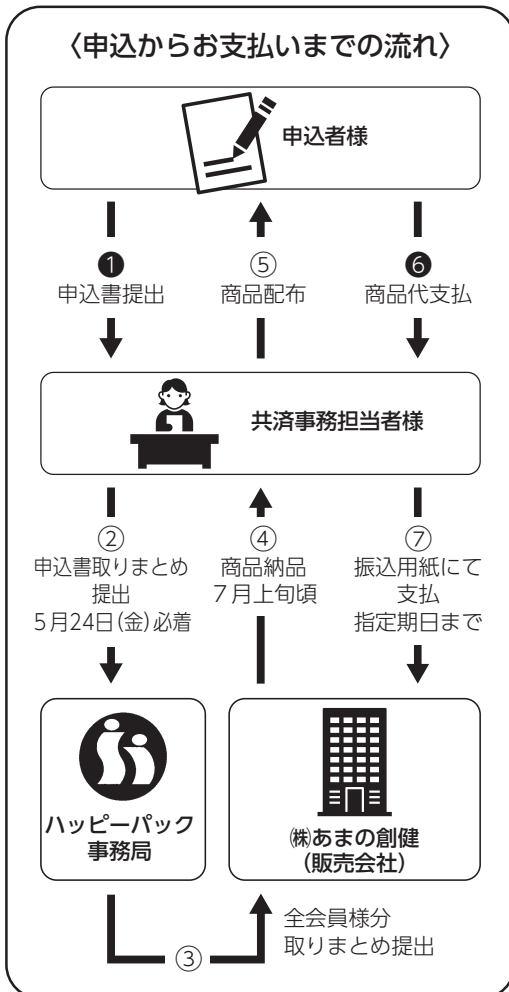 〈申込からお支払いまでの流れ〉
申込者様
❶
申込書提出
⑤
商品配布
❻
商品代支払
共済事務担当者様
②
申込書取りまとめ
提出
5月24日(金)必着
④
商品納品
7月上旬頃
⑦
振込用紙にて
支払
指定期日まで
ハッピーパック
事務局
㈱あまの創健
(販売会社)
③
全会員様分
取りまとめ提出